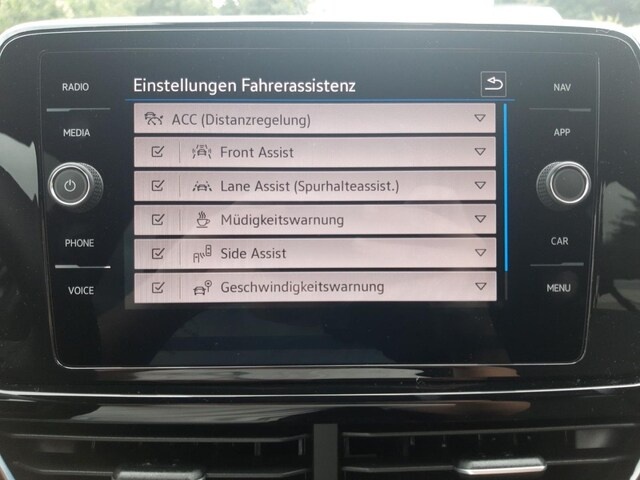 RADIO
MEDIA
PHONE
VOICE
Einstellungen Fahrerassistenz
ACC (Distanzregelung)
Front Assist
Lane Assist (Spurhalteassist.)
Müdigkeitswarnung
Side Assist
Geschwindigkeitswarnung
NAV
APP
CAR
MENU